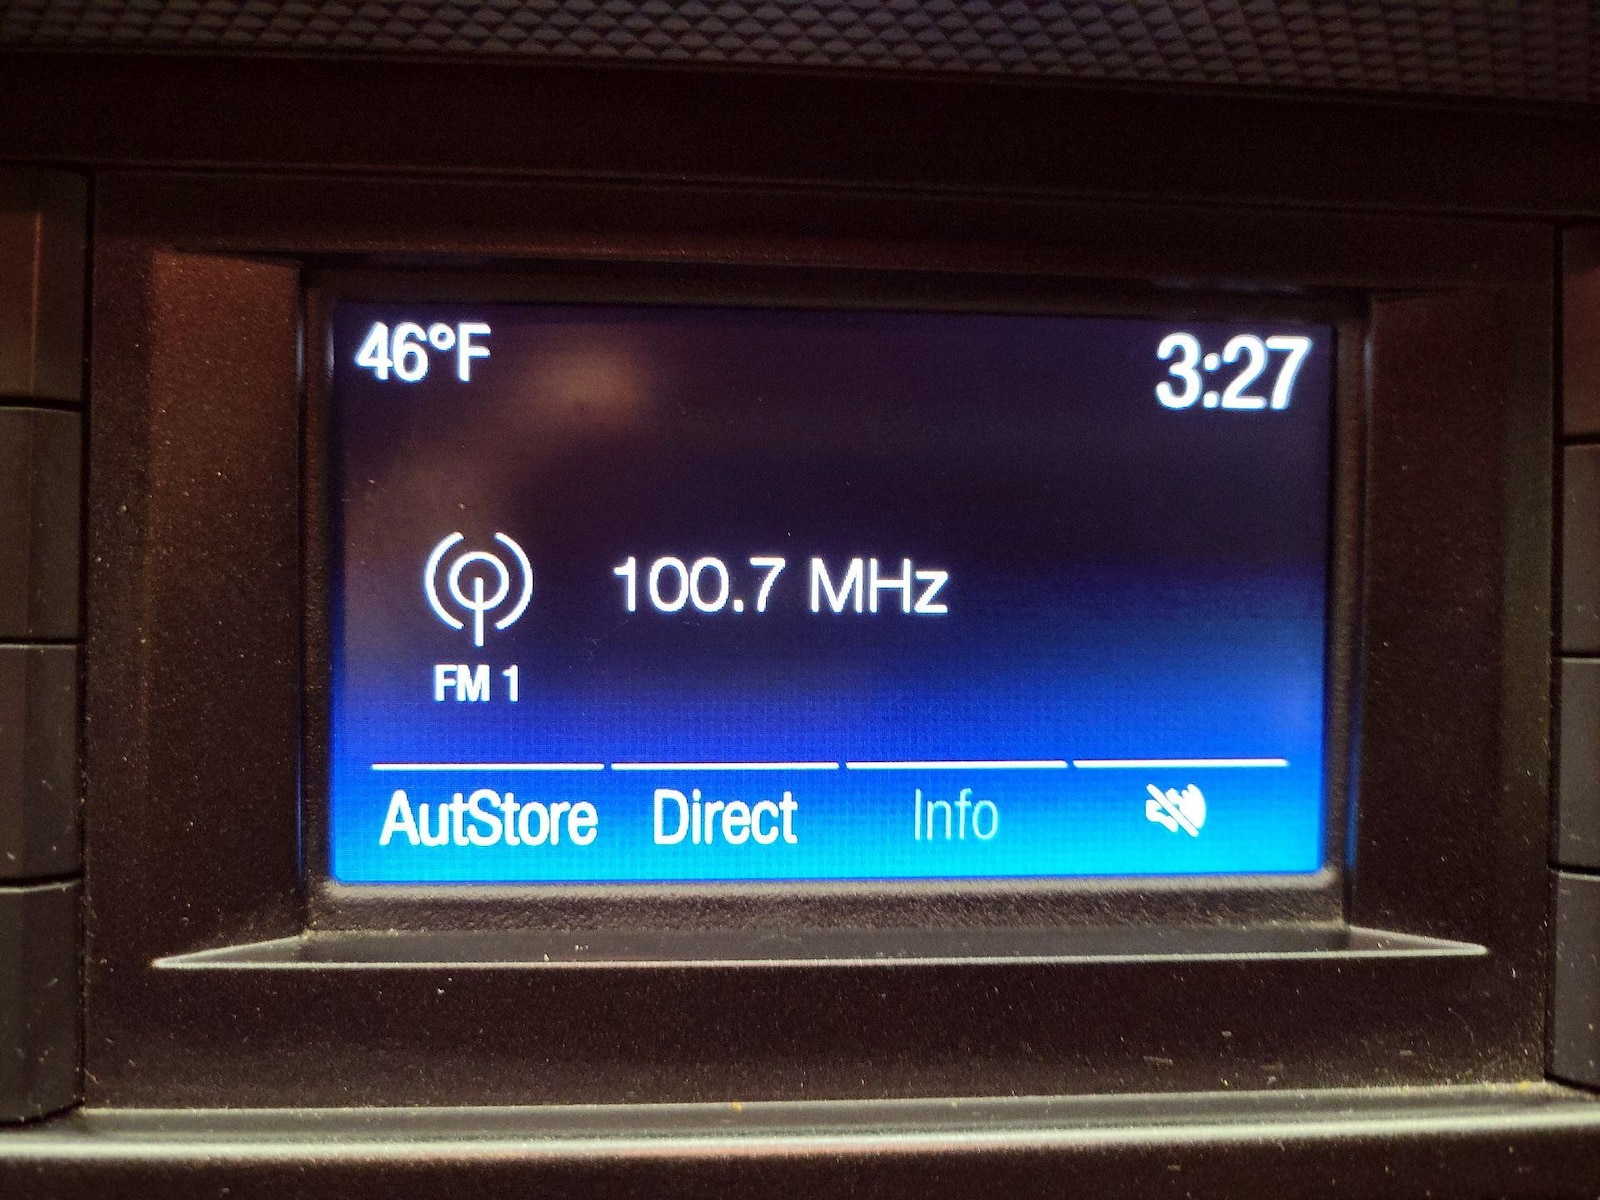 46°F
3:27
100.7 MHz
FM 1
AutStore
Direct
Info